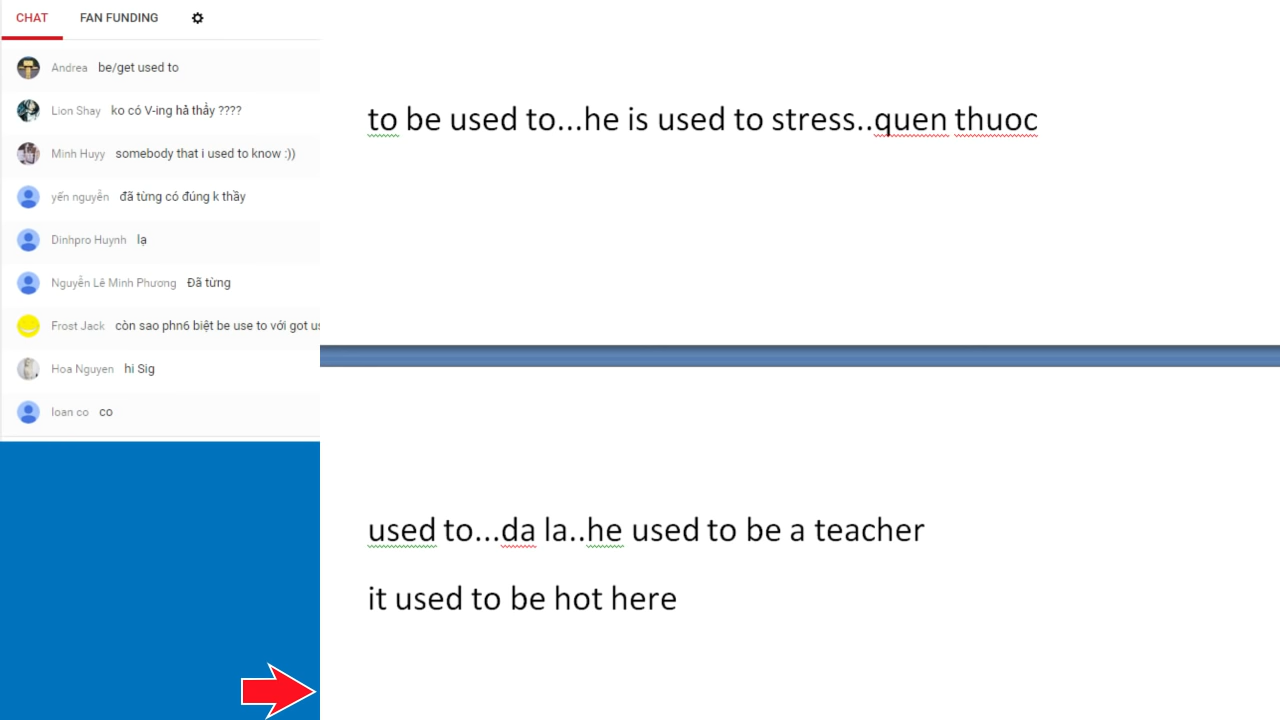 CHAT FAN FUNDING
Andrea be/get used to
Lion Shay ko có V-ing hả thầy ????
Minh Huyy somebody that i used to know :))
yến nguyễn đã từng có đúng k thầy
Dinhpro Huynh lạ
Nguyễn Lê Minh Phương Đã từng
Frost Jack còn sao phn6 biệt be use to với got
Hoa Nguyen hi Sig
loan co co
to be used to...he is used to stress..quen thuoc
used to...da la..he used to be a teacher
it used to be hot here